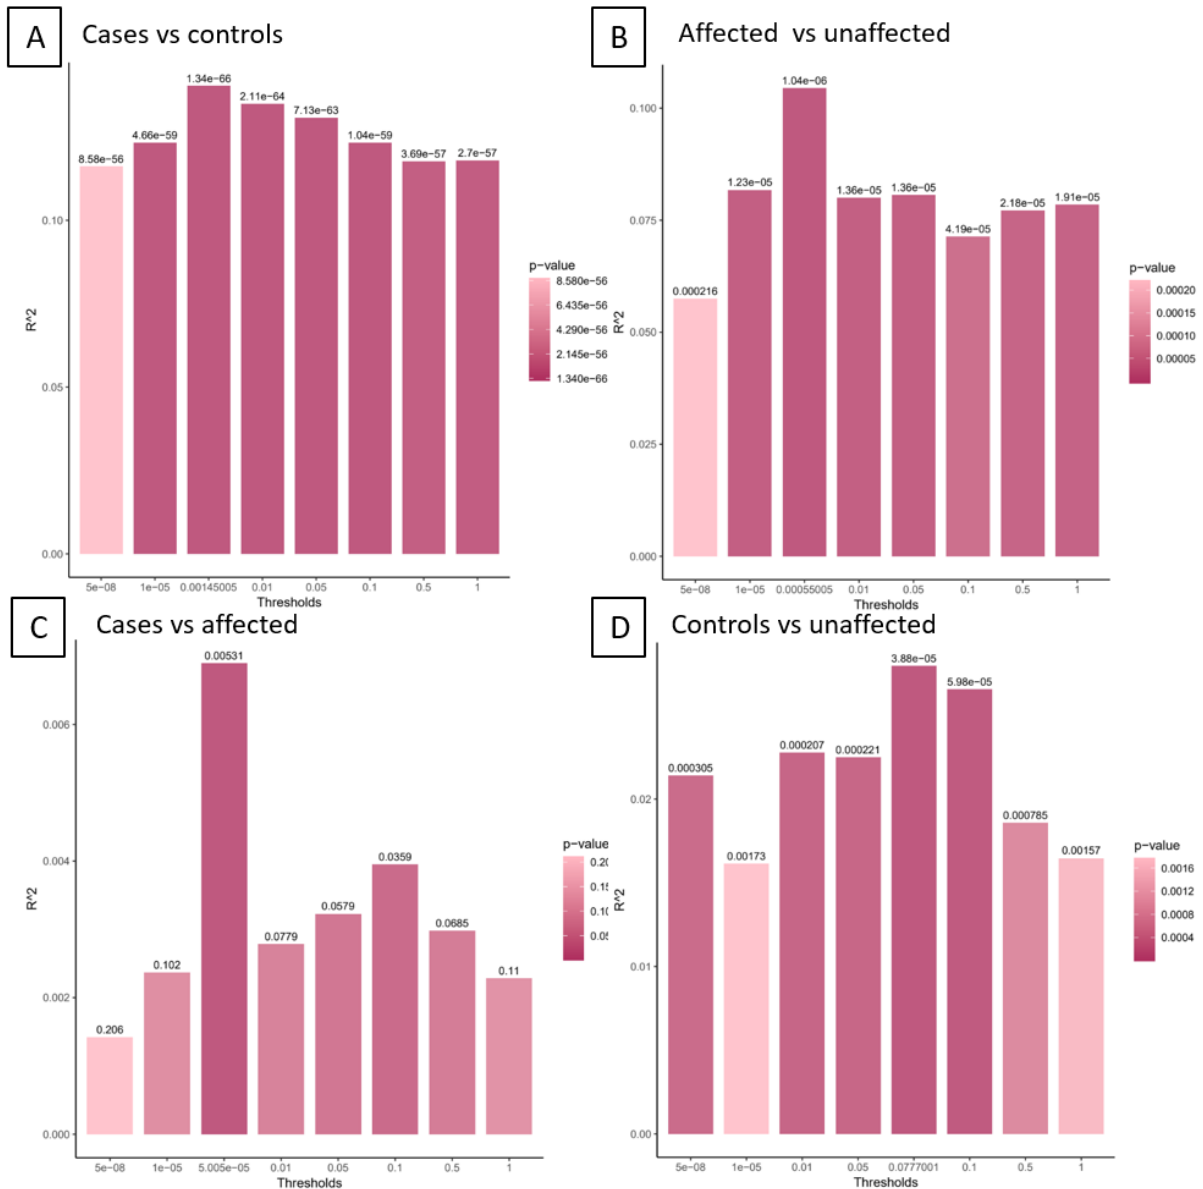 A Cases vs controls
1.34e−66
2.11e−64
7.13e−63
4.66e−59
1.04e−59
8.58e−56
3.69e−57
2.7e−57
0.10
0.05
0.00
R^2
5e−08 1e−05 0.00145005 0.01 0.05 0.1 0.5 1
Thresholds
p−value
8.580e−56
6.435e−56
4.290e−56
2.145e−56
1.340e−66
B Affected vs unaffected
1.04e−06
1.23e−05
1.36e−05
1.36e−05
4.19e−05
2.18e−05
1.91e−05
0.000216
0.100
0.075
0.050
0.025
0.000
R^2
5e−08 1e−05 0.00055005 0.01 0.05 0.1 0.5 1
Thresholds
p−value
0.00020
0.00015
0.00010
0.00005
C Cases vs affected
0.00531
0.0359
0.0579
0.0685
0.0779
0.102
0.11
0.206
0.006
0.004
0.002
0.000
R^2
5e−08 1e−05 5.005e−05 0.01 0.05 0.1 0.5 1
Thresholds
p−value
0.15
0.10
0.05
D Controls vs unaffected
3.88e−05
5.98e−05
0.000207
0.000221
0.000305
0.000785
0.00173
0.00157
0.02
0.01
0.00
R^2
5e−08 1e−05 0.01 0.05 0.0777001 0.1 0.5 1
Thresholds
p−value
0.0016
0.0012
0.0008
0.0004